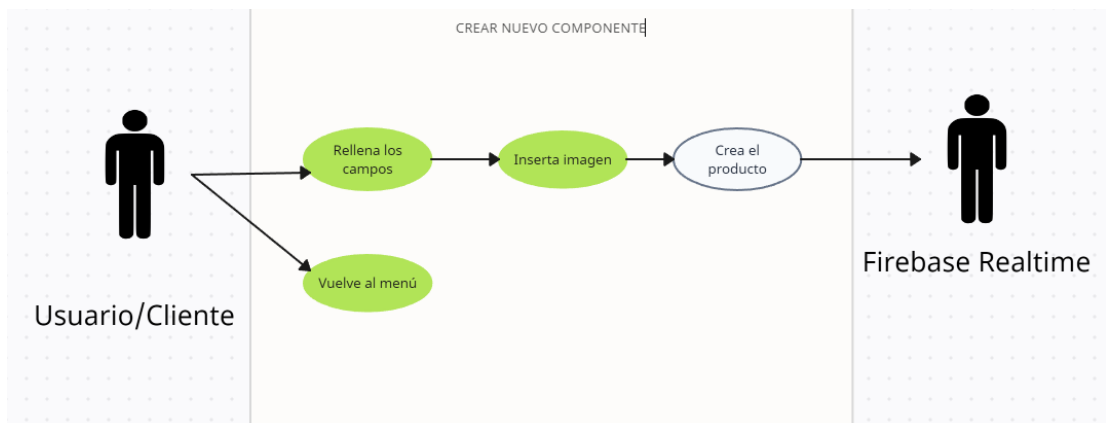 CREAR NUEVO COMPONENTE
Rellena los
campos
Inserta imagen
Crea el
producto
Vuelve al menú
Usuario/Cliente
Firebase Realtime